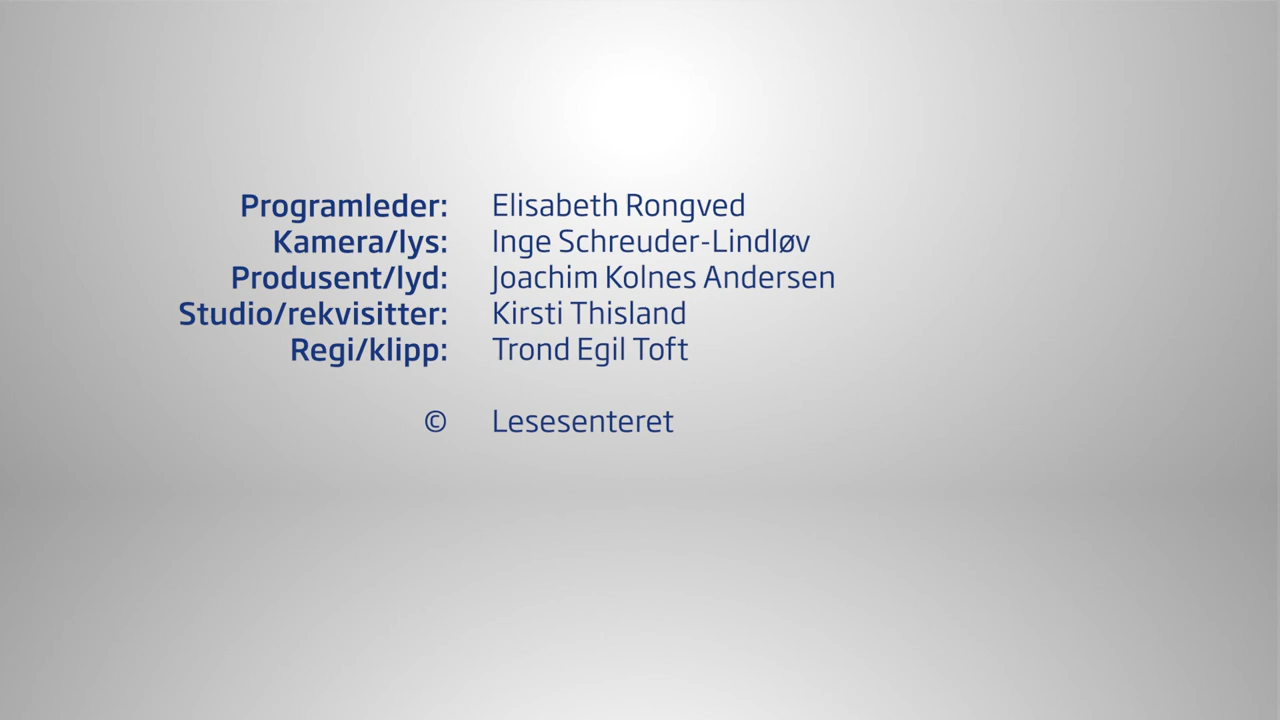 Programleder: Elisabeth Rongved
Kamera/lys: Inge Schreuder-Lindløv
Produsent/lyd: Joachim Kolnes Andersen
Studio/rekvisitter: Kirsti Thisland
Regi/klipp: Trond Egil Toft
© Lesesenteret